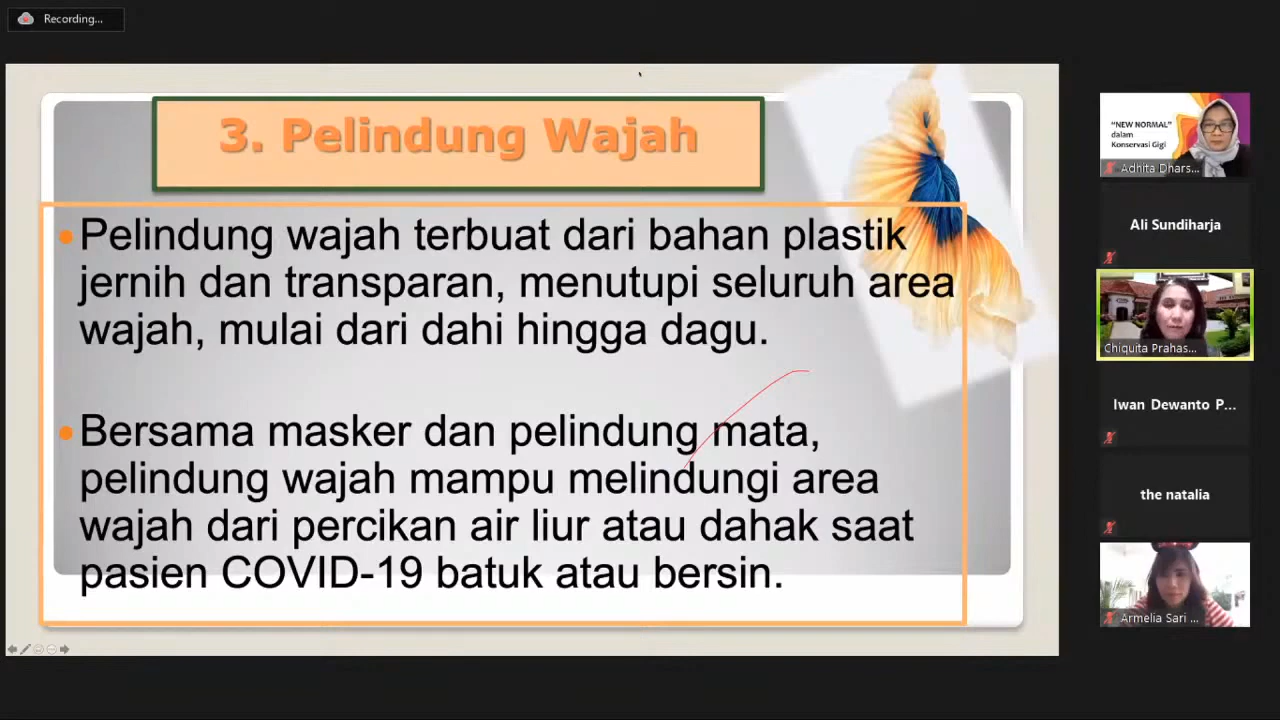 Recording...
3. Pelindung Wajah
•Pelindung wajah terbuat dari bahan plastik
jernih dan transparan, menutupi seluruh area
wajah, mulai dari dahi hingga dagu.
•Bersama masker dan pelindung mata,
pelindung wajah mampu melindungi area
wajah dari percikan air liur atau dahak saat
pasien COVID-19 batuk atau bersin.
"NEW NORMAL"
dalam
Konservasi Gigi
Adhita Dhars...
Ali Sundiharja
Chiquita Prahas...
Iwan Dewanto P...
the natalia
Armelia Sari ...